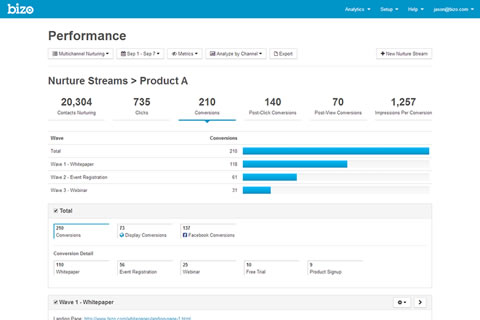 bizo
Analytics Setup Help jason@bizo.com
Performance
Multichannel Nurturing Sep 1 - Sep 7 Metrics Analyze by Channel Export + New Nurture Stream
Nurture Streams > Product A
20,304 735 210 140 70 1,257
Contacts Nurturing Clicks Conversions Post-Click Conversions Post-View Conversions Impressions Per Conversion
Wave Conversions
Total 210
Wave 1 - Whitepaper 118
Wave 2 - Event Registration 61
Wave 3 - Webinar 31
Total
210 73 137
Conversions Display Conversions Facebook Conversions
Conversion Detail
110 56 25 10 9
Whitepaper Event Registration Webinar Free Trial Product Signup
Wave 1 - Whitepaper
Landing Page: